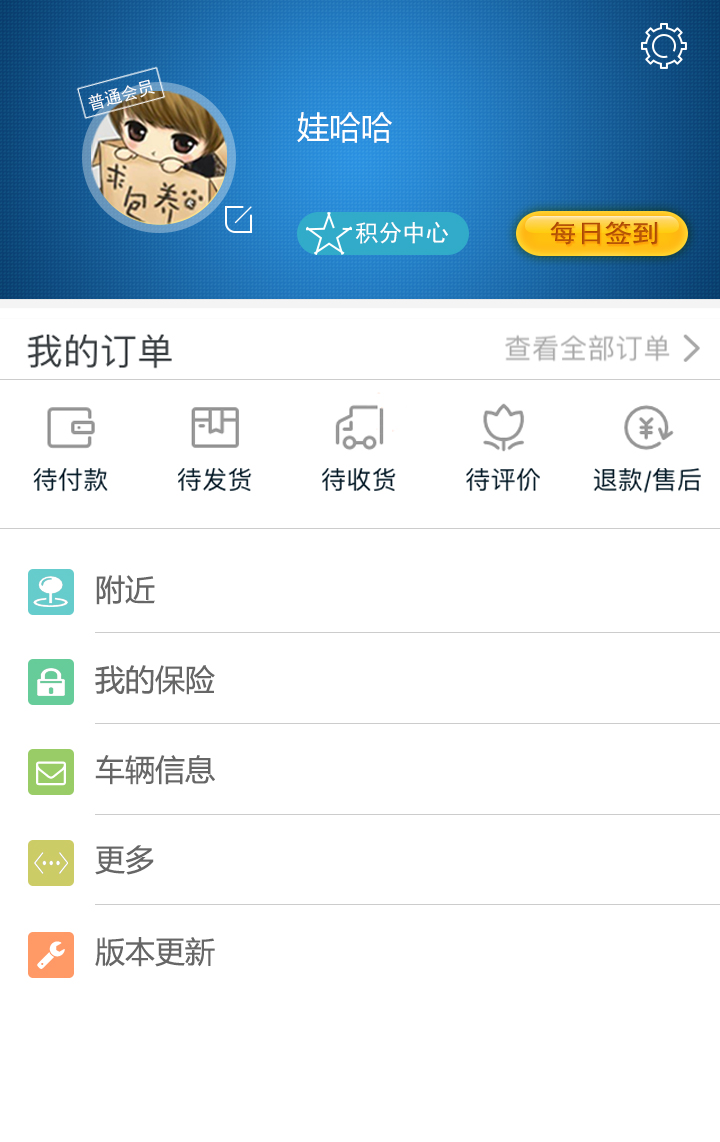 普通会员
娃哈哈
求包养
积分中心
每日签到
我的订单
查看全部订单
待付款
待发货
待收货
待评价
退款/售后
附近
我的保险
车辆信息
更多
版本更新